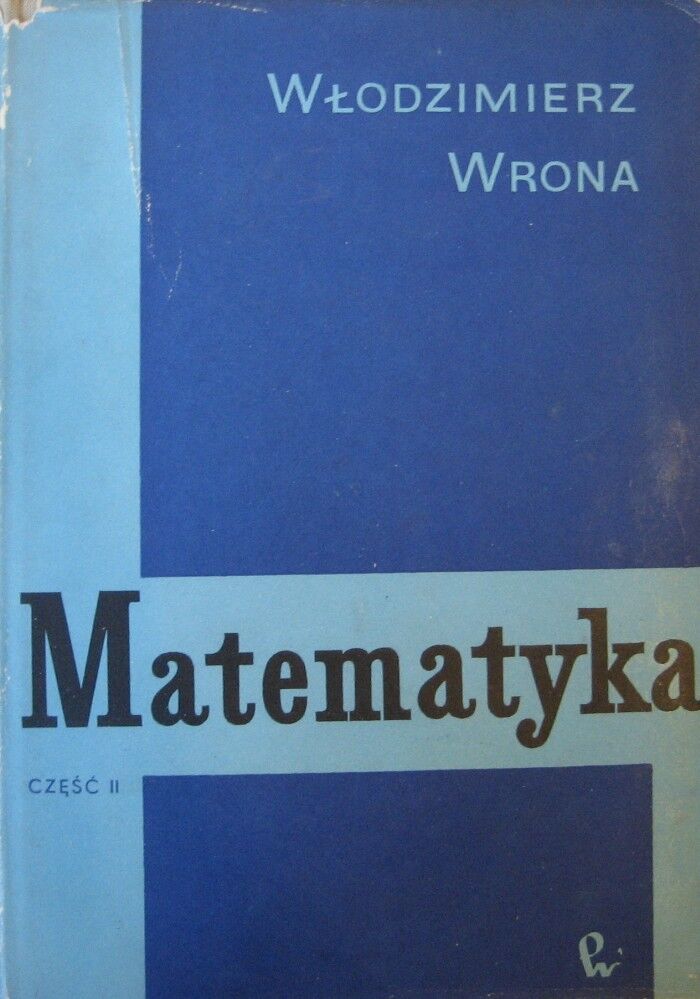 WŁODZIMIERZ
WRONA
Matematyka
CZĘŚĆ II